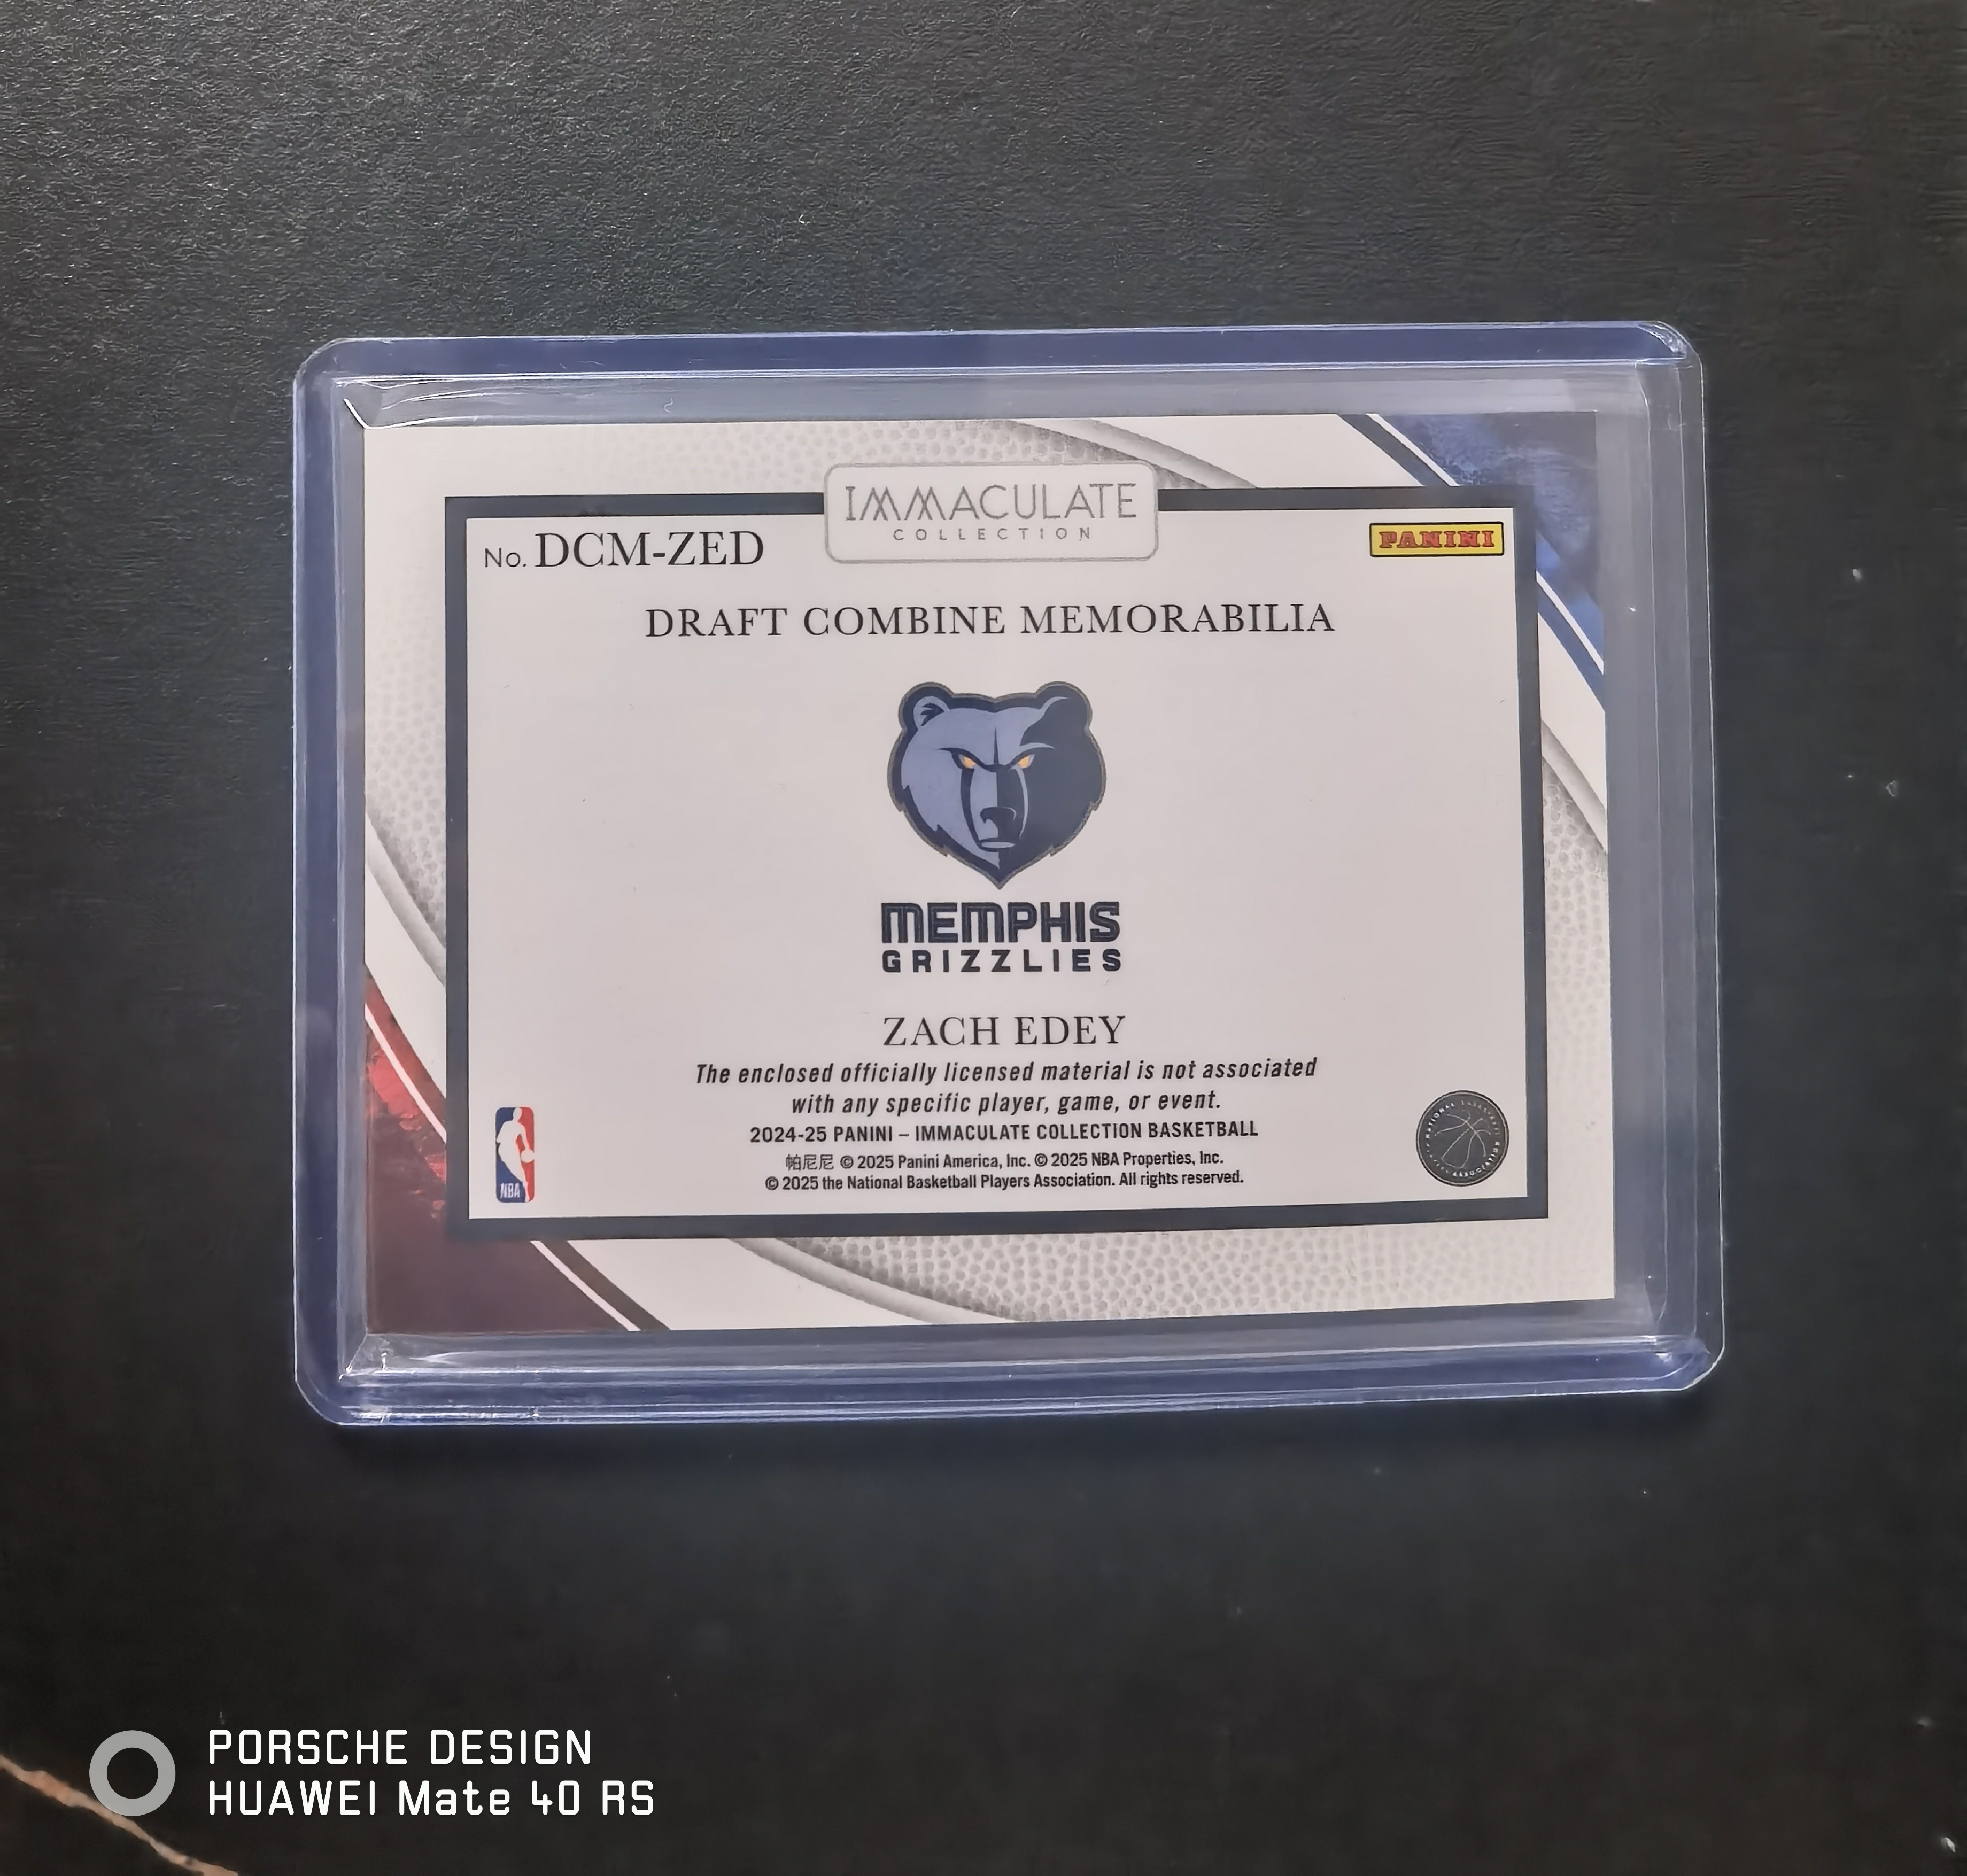 IMMACULATE
COLLECTION
No. DCM-ZED
PANINI
DRAFT COMBINE MEMORABILIA
MEMPHIS
GRIZZLIES
ZACH EDEY
The enclosed officially licensed material is not associated
with any specific player, game, or event.
2024-25 PANINI – IMMACULATE COLLECTION BASKETBALL
帕尼尼 © 2025 Panini America, Inc. © 2025 NBA Properties, Inc.
© 2025 the National Basketball Players Association. All rights reserved.
NBA
PORSCHE DESIGN
HUAWEI Mate 40 RS